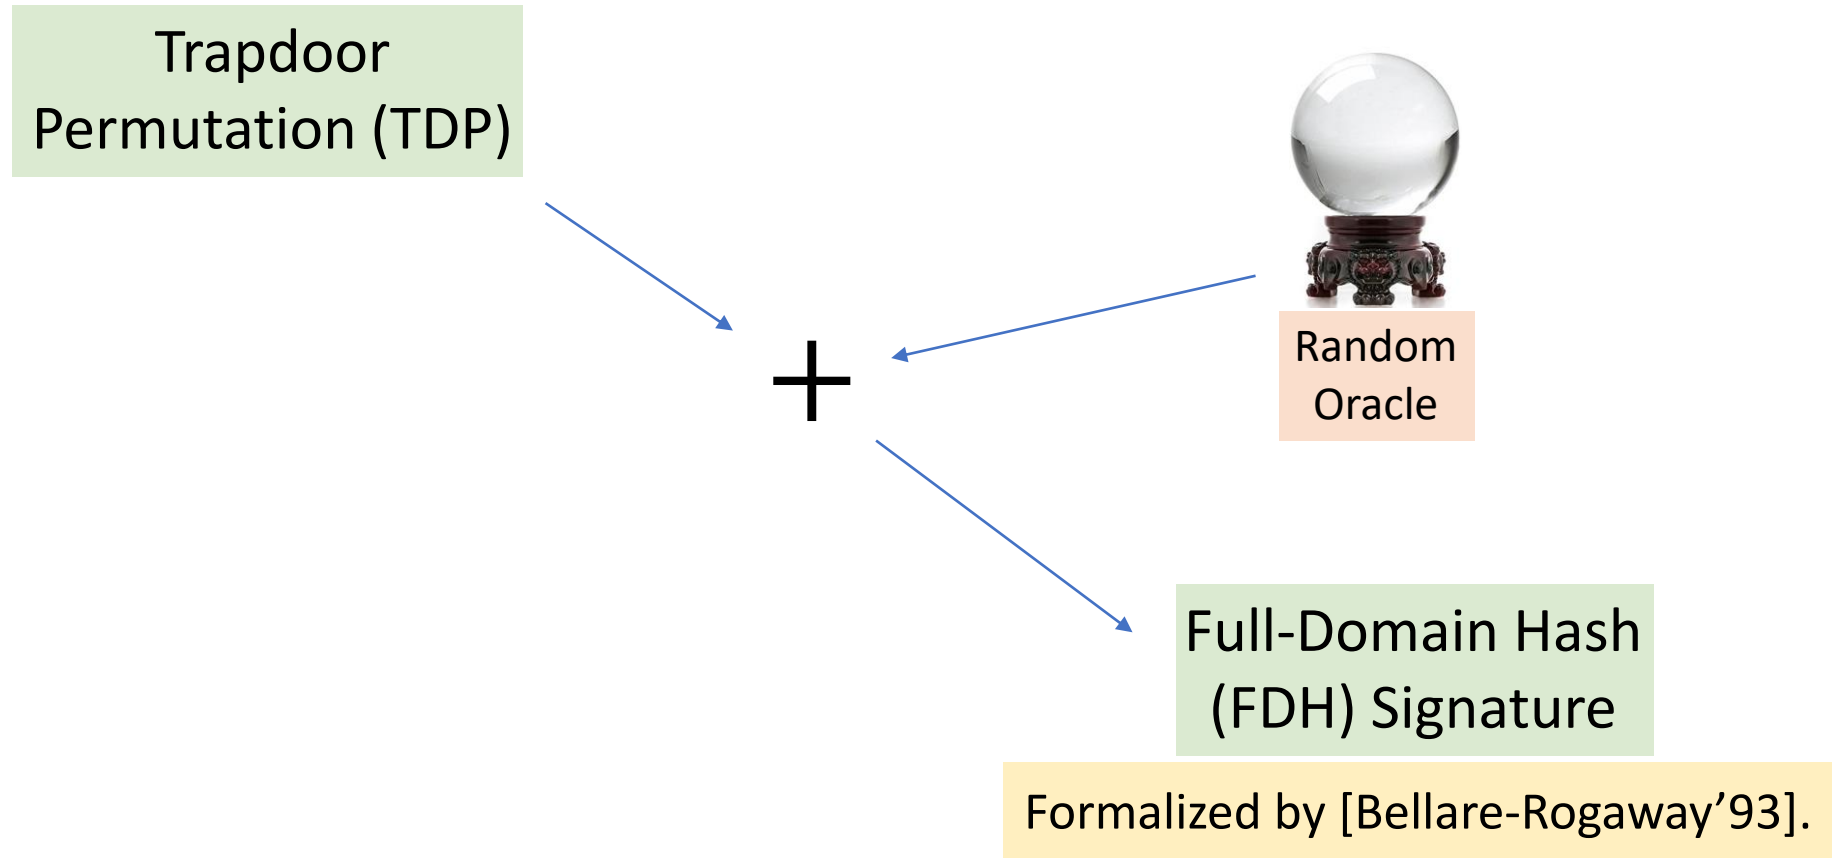 Trapdoor
Permutation (TDP)
+
Random
Oracle
Full-Domain Hash
(FDH) Signature
Formalized by [Bellare-Rogaway’93].